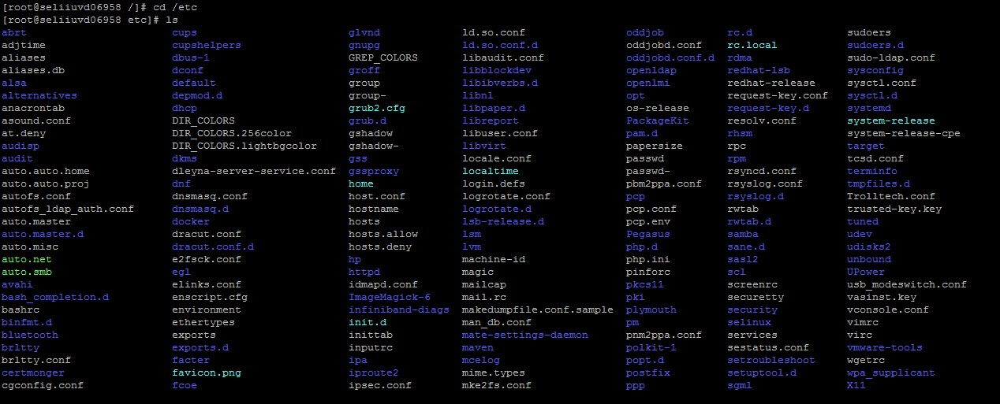 [root@seliiuvd06958 /]# cd /etc
[root@seliiuvd06958 etc]# ls
abrt cups glvnd ld.so.conf oddjob rc.d sudoers
adjtime cupshelpers gnupg ld.so.conf.d oddjobd.conf rc.local sudoers.d
aliases dbus-1 GREP_COLORS libaudit.conf oddjobd.conf.d rdma sudo-ldap.conf
aliases.db dconf groff libblockdev openldap redhat-lsb sysconfig
alsa default group libibverbs.d openlmi redhat-release sysctl.conf
alternatives depmod.d group- libnl opt request-key.conf sysctl.d
anacrontab dhcp grub2.cfg libpaper.d os-release request-key.d systemd
asound.conf DIR_COLORS grub.d libreport PackageKit resolv.conf system-release
at.deny DIR_COLORS.256color gshadow libuser.conf pam.d rhsm system-release-cpe
audisp DIR_COLORS.lightbgcolor gshadow- libvirt papersize rpc target
audit dkms gss locale.conf passwd rpm tcsd.conf
auto.auto.home dleyna-server-service.conf gssproxy localtime passwd- rsyncd.conf terminfo
auto.auto.proj dnf home login.defs pbm2ppa.conf rsyslog.conf tmpfiles.d
autofs.conf dnsmasq.conf host.conf logrotate.conf pcp rsyslog.d Trolltech.conf
autofs_ldap_auth.conf dnsmasq.d hostname logrotate.d pcp.conf rwtab trusted-key.key
auto.master docker hosts lsb-release.d pcp.env rwtab.d tuned
auto.master.d dracut.conf hosts.allow lsm Pegasus samba udev
auto.misc dracut.conf.d hosts.deny lvm php.d sane.d udisks2
auto.net e2fsck.conf hp machine-id php.ini sasl2 unbound
auto.smb egl httpd magic pinforc scl UPower
avahi elinks.conf idmapd.conf mailcap pkcs11 screenrc usb_modeswitch.conf
bash_completion.d enscript.cfg ImageMagick-6 mail.rc pki securetty vasinst.key
bashrc environment infiniband-diags makedumpfile.conf.sample plymouth security vconsole.conf
binfmt.d ethertypes init.d man_db.conf pm selinux vimrc
bluetooth exports inittab mate-settings-daemon pnm2ppa.conf services virc
brltty exports.d inputrc maven polkit-1 sestatus.conf vmware-tools
brltty.conf facter ipa mcelog popt.d setroubleshoot wgetrc
certmonger favicon.png iproute2 mime.types postfix setuptool.d wpa_supplicant
cgconfig.conf fcoe ipsec.conf mke2fs.conf ppp sgml X11